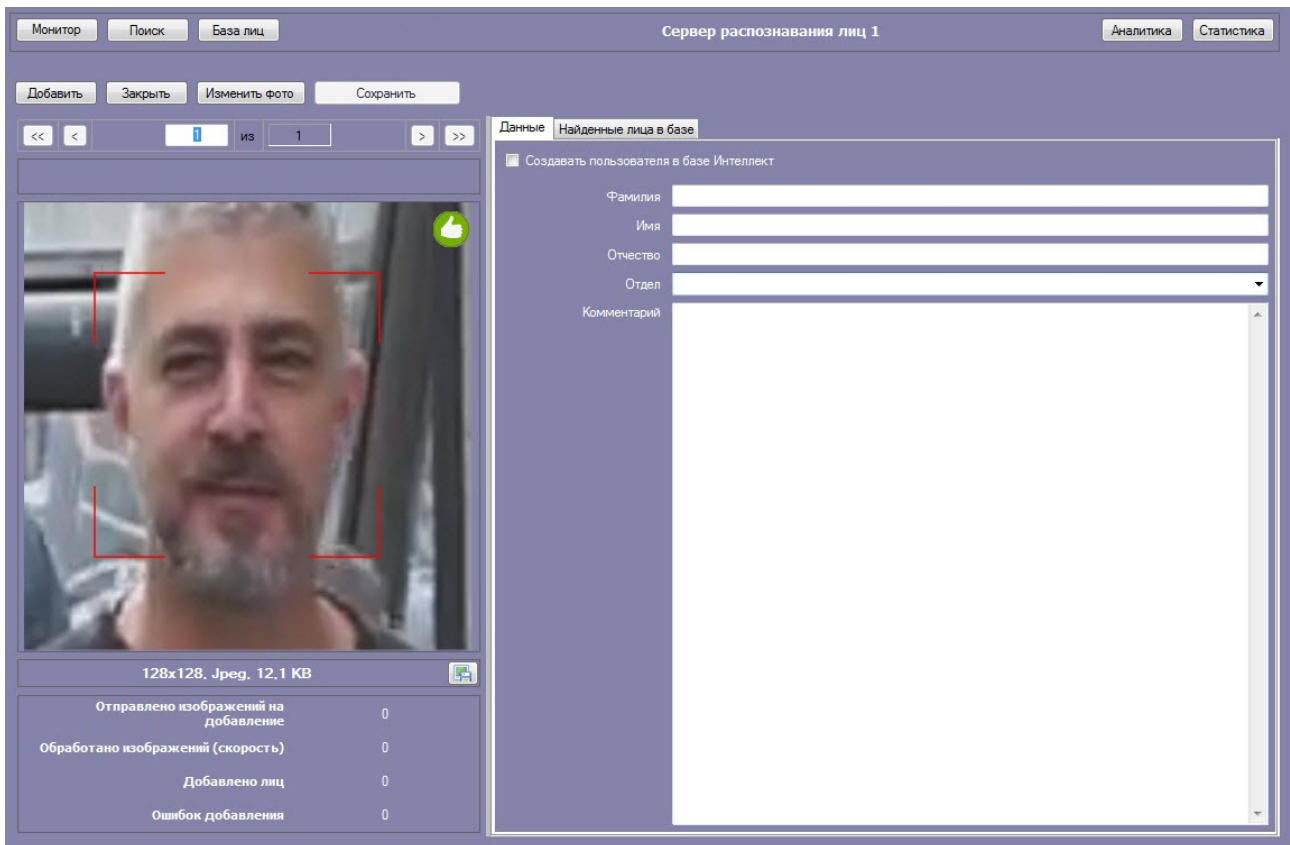 Монитор Поиск База лиц Сервер распознавания лиц 1 Аналитика Статистика
Добавить Закрыть Изменить фото Сохранить
<< < 1 из 1 > >>
Данные Найденные лица в базе
Создавать пользователя в базе Интеллект
Фамилия
Имя
Отчество
Отдел
Комментарий
128x128, Jpeg, 12,1 KB
Отправлено изображений на
добавление 0
Обработано изображений (скорость) 0
Добавлено лиц 0
Ошибок добавления 0